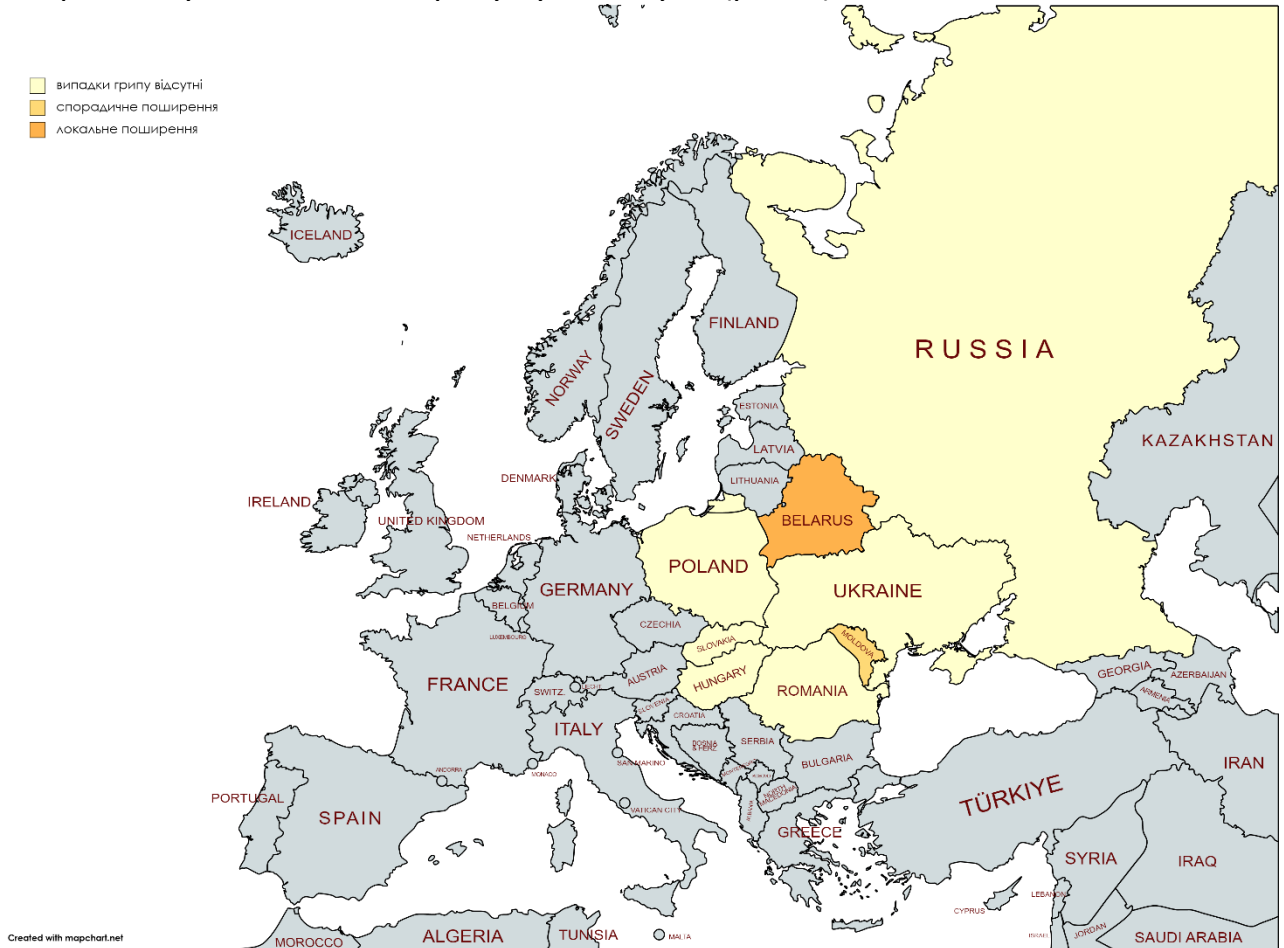 випадки грипу відсутні
спорадичне поширення
локальне поширення
ICELAND
FINLAND
NORWAY
SWEDEN
RUSSIA
ESTONIA
LATVIA
LITHUANIA
KAZAKHSTAN
DENMARK
IRELAND
UNITED KINGDOM
NETHERLANDS
BELARUS
POLAND
GERMANY
UKRAINE
BELGIUM
LUXEMBOURG
CZECHIA
SLOVAKIA
MOLDOVA
AUSTRIA
HUNGARY
FRANCE
SWITZ.
LIECHT.
ROMANIA
SLOVENIA
CROATIA
ITALY
BOSNIA
& HERZ.
SERBIA
GEORGIA
AZERBAIJAN
ARMENIA
SAN MARINO
BULGARIA
IRAN
ANDORRA
MONACO
NORTH
MACEDONIA
ALBANIA
PORTUGAL
SPAIN
VATICAN CITY
TÜRKIYE
GREECE
SYRIA
IRAQ
LEBANON
CYPRUS
ISRAEL
JORDAN
SAUDI ARABIA
MOROCCO
ALGERIA
TUNISIA
MALTA
Created with mapchart.net